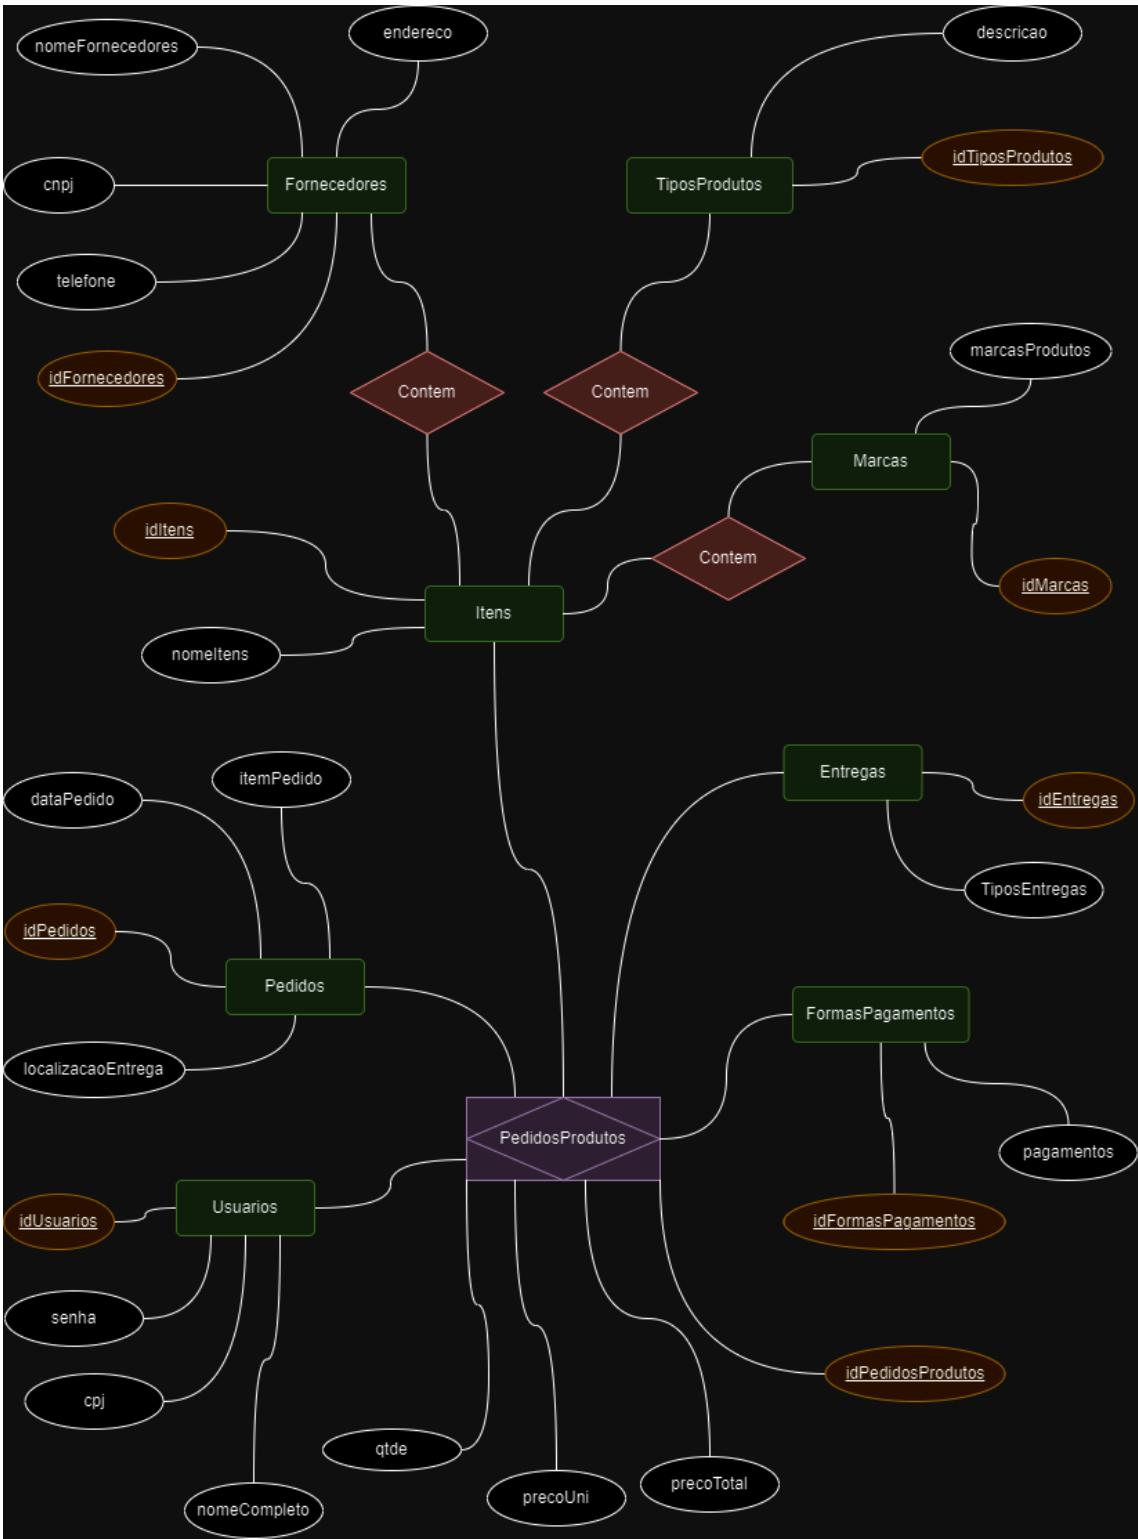 endereco
descricao
nomeFornecedores
idTiposProdutos
cnpj
Fornecedores
TiposProdutos
telefone
marcasProdutos
idFornecedores
Contem
Contem
Marcas
idItens
Contem
idMarcas
Itens
nomeItens
Entregas
itemPedido
dataPedido
idEntregas
TiposEntregas
idPedidos
Pedidos
FormasPagamentos
localizacaoEntrega
PedidosProdutos
pagamentos
Usuarios
idUsuarios
idFormasPagamentos
senha
idPedidosProdutos
cpj
qtde
precoTotal
precoUni
nomeCompleto